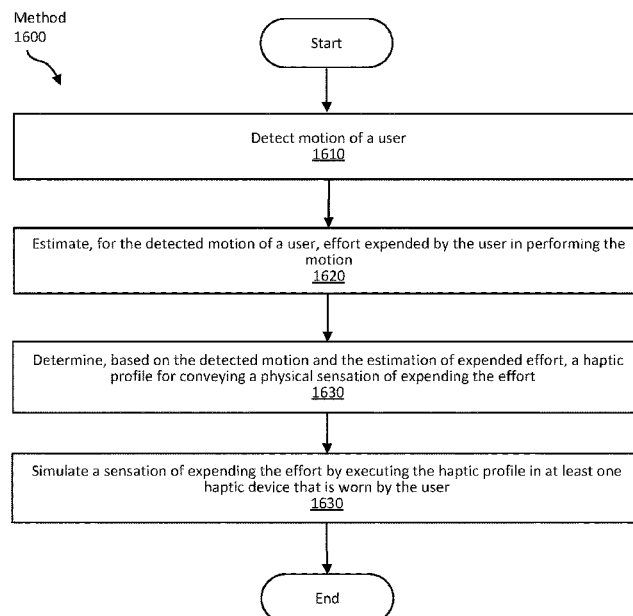 Method
1600
Start
Detect motion of a user
1610
Estimate, for the detected motion of a user, effort expended by the user in performing the
motion
1620
Determine, based on the detected motion and the estimation of expended effort, a haptic
profile for conveying a physical sensation of expending the effort
1630
Simulate a sensation of expending the effort by executing the haptic profile in at least one
haptic device that is worn by the user
1630
End